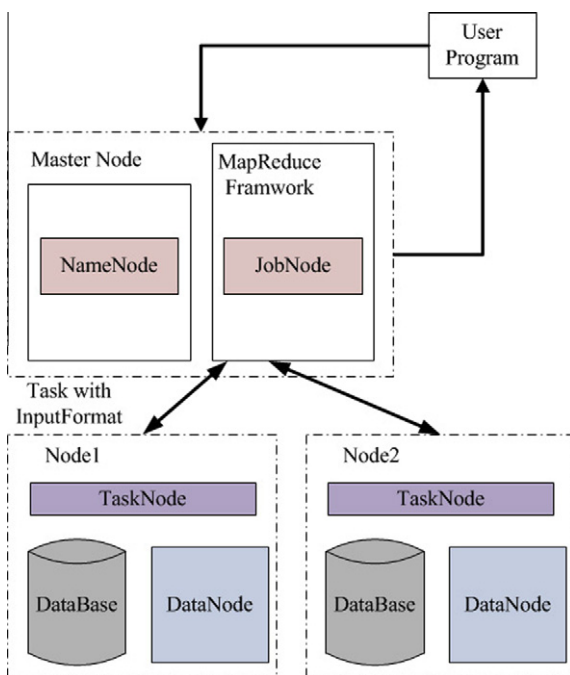 User
Program
Master Node
MapReduce
Framwork
NameNode
JobNode
Task with
InputFormat
Node1
Node2
TaskNode
TaskNode
DataBase
DataNode
DataBase
DataNode